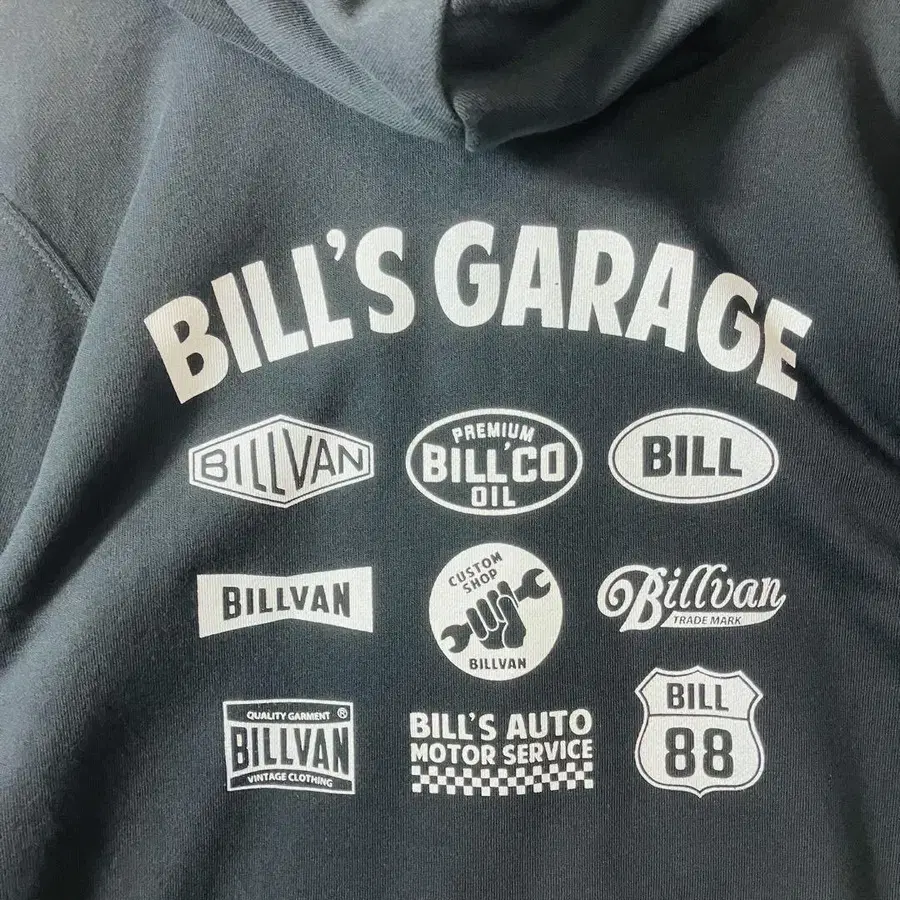 BILL'S GARAGE
BILLVAN
PREMIUM
BILL'CO
OIL
BILL
BILLVAN
CUSTOM
SHOP
BILLVAN
Billvan
TRADE MARK
QUALITY GARMENT ®
BILLVAN
VINTAGE CLOTHING
BILL'S AUTO
MOTOR SERVICE
BILL
88